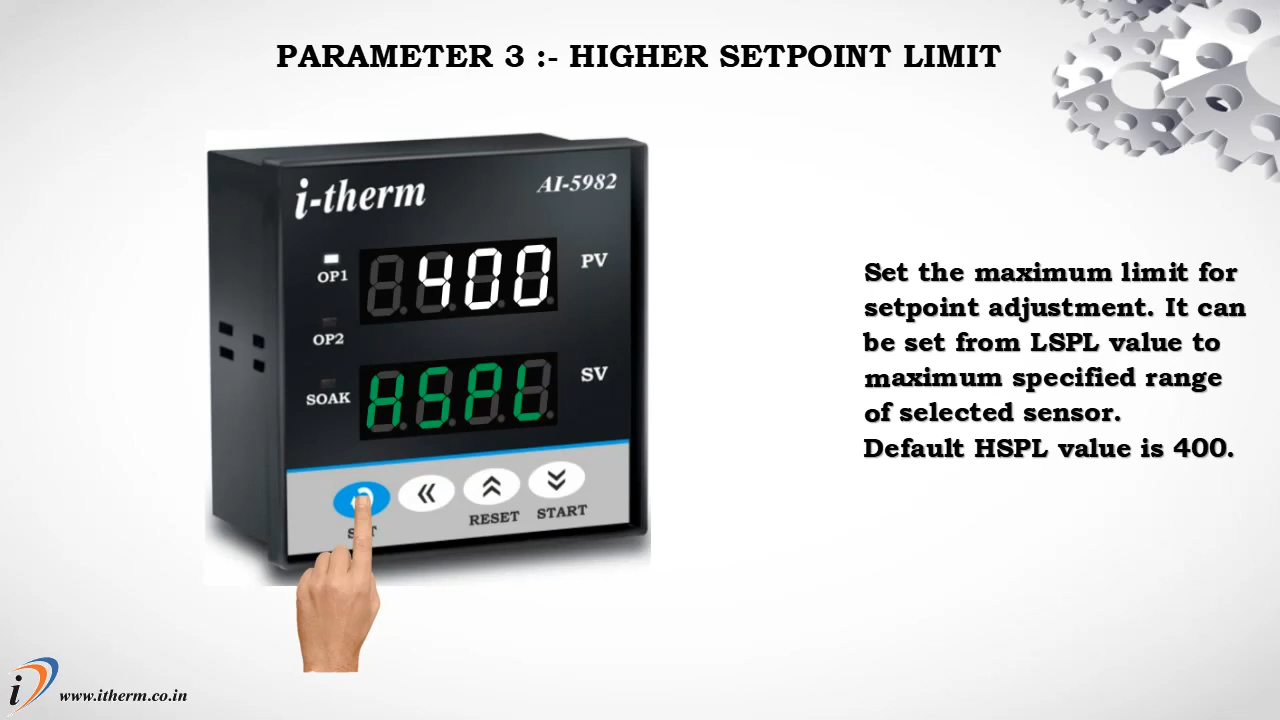 PARAMETER 3 :- HIGHER SETPOINT LIMIT
i-therm
AI-5982
OP1
400
PV
OP2
HSPL
SV
SOAK
SET
RESET
START
Set the maximum limit for
setpoint adjustment. It can
be set from LSPL value to
maximum specified range
of selected sensor.
Default HSPL value is 400.
i
www.itherm.co.in